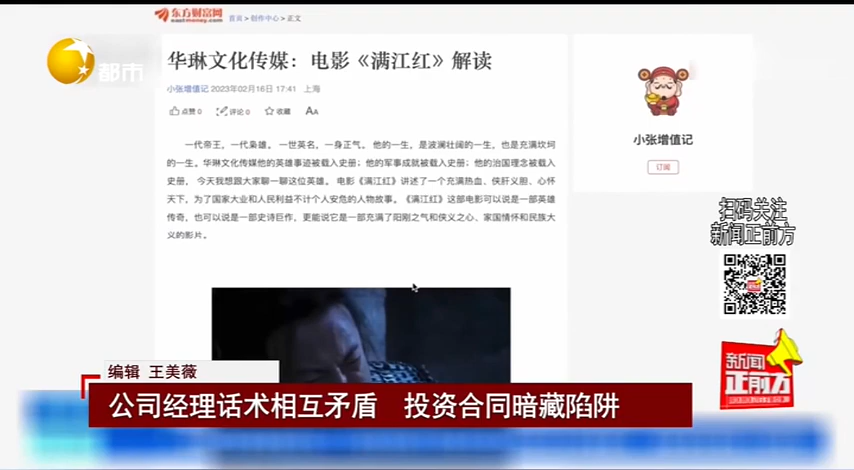 东方财富网
eastmoney.com
首页 > 创作中心 > 正文
都市
华琳文化传媒：电影《满江红》解读
小张增值记 2023年02月16日 17:41 上海
点赞 0 评论 0 收藏 AA
一代帝王，一代枭雄。一世英名，一身正气。他的一生，是波澜壮阔的一生，也是充满坎坷
的一生。华琳文化传媒他的英雄事迹被载入史册；他的军事成就被载入史册；他的治国理念被载入
史册，今天我想跟大家聊一聊这位英雄。电影《满江红》讲述了一个充满热血、侠肝义胆、心怀
天下，为了国家大业和人民利益不计个人安危的人物故事。《满江红》这部电影可以说是一部英雄
传奇，也可以说是一部史诗巨作，更能说它是一部充满了阳刚之气和侠义之心、家国情怀和民族大
义的影片。
小张增值记
订阅
扫码关注
新闻正前方
新闻
正前方
编辑 王美薇
公司经理话术相互矛盾 投资合同暗藏陷阱